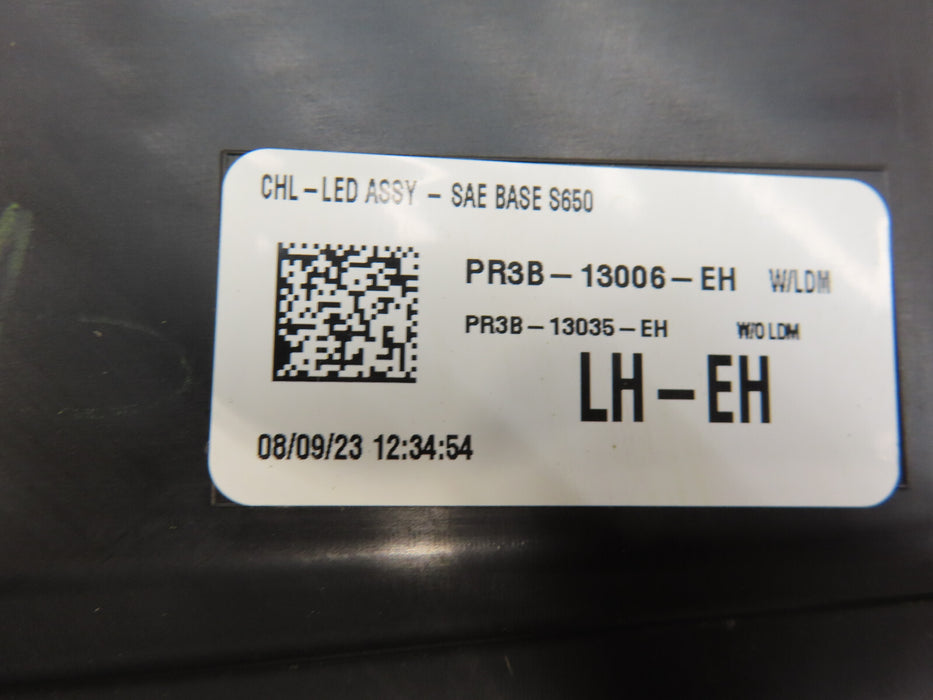 CHL-LED ASSY - SAE BASE S650
PR3B-13006-EH W/LDM
PR3B-13035-EH W/O LDM
LH-EH
08/09/23 12:34:54